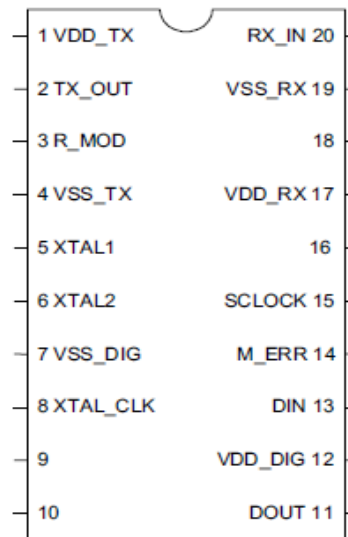 1 VDD_TX RX_IN 20
2 TX_OUT VSS_RX 19
3 R_MOD 18
4 VSS_TX VDD_RX 17
5 XTAL1 16
6 XTAL2 SCLOCK 15
7 VSS_DIG M_ERR 14
8 XTAL_CLK DIN 13
9 VDD_DIG 12
10 DOUT 11